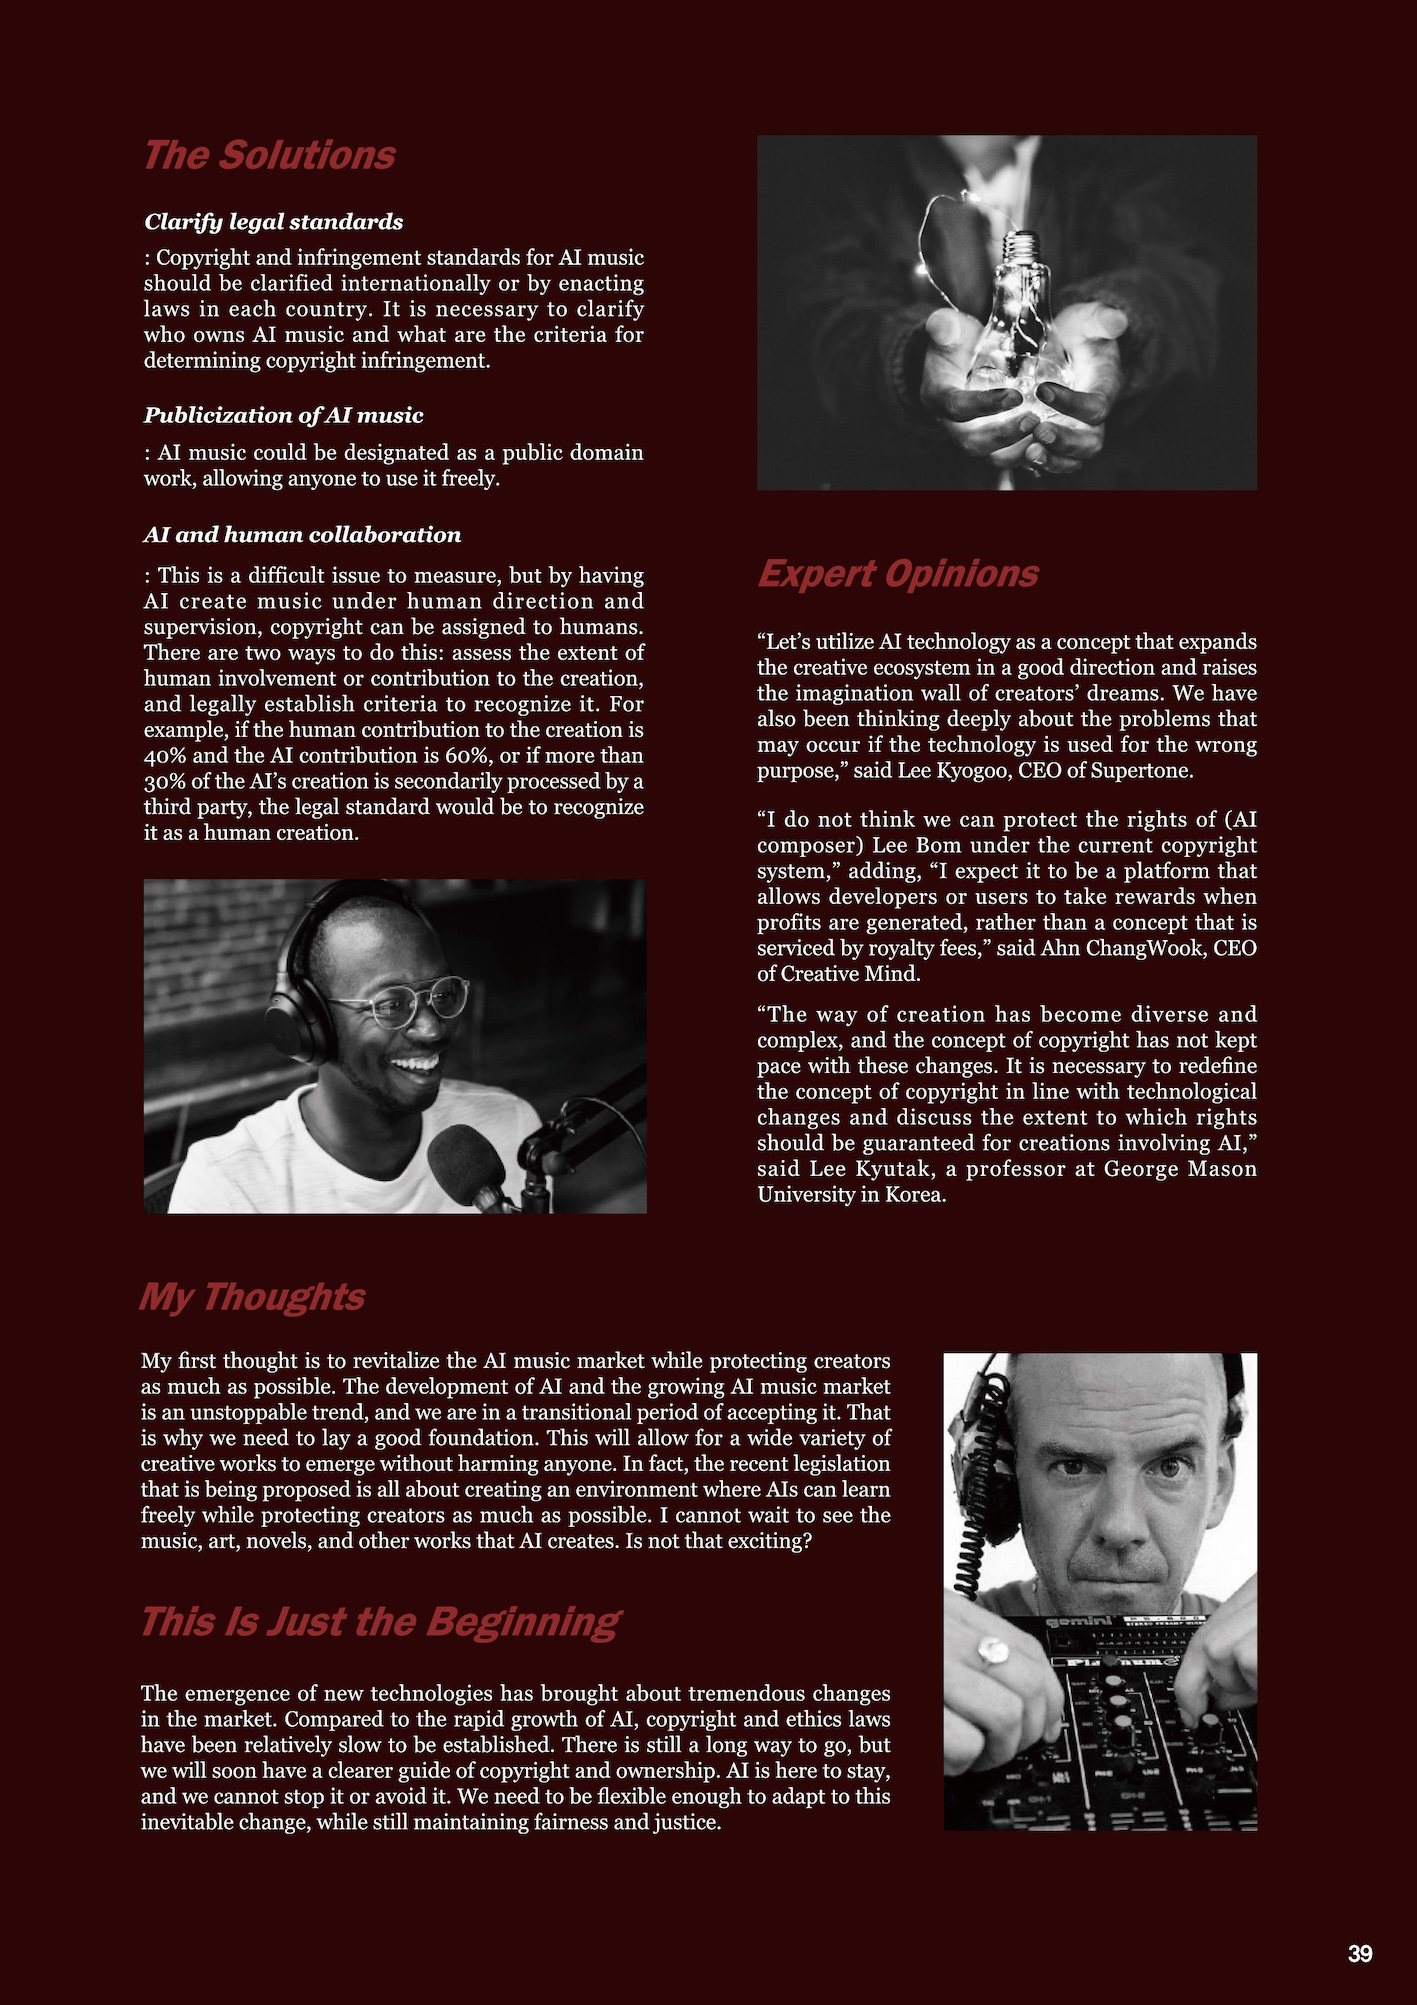 The Solutions
Clarify legal standards
: Copyright and infringement standards for AI music
should be clarified internationally or by enacting
laws in each country. It is necessary to clarify
who owns AI music and what are the criteria for
determining copyright infringement.
Publicization of AI music
: AI music could be designated as a public domain
work, allowing anyone to use it freely.
AI and human collaboration
: This is a difficult issue to measure, but by having
AI create music under human direction and
supervision, copyright can be assigned to humans.
There are two ways to do this: assess the extent of
human involvement or contribution to the creation,
and legally establish criteria to recognize it. For
example, if the human contribution to the creation is
40% and the AI contribution is 60%, or if more than
30% of the AI's creation is secondarily processed by a
third party, the legal standard would be to recognize
it as a human creation.
Expert Opinions
“Let’s utilize AI technology as a concept that expands
the creative ecosystem in a good direction and raises
the imagination wall of creators’ dreams. We have
also been thinking deeply about the problems that
may occur if the technology is used for the wrong
purpose,” said Lee Kyogoo, CEO of Supertone.
“I do not think we can protect the rights of (AI
composer) Lee Bom under the current copyright
system,” adding, “I expect it to be a platform that
allows developers or users to take rewards when
profits are generated, rather than a concept that is
serviced by royalty fees,” said Ahn ChangWook, CEO
of Creative Mind.
“The way of creation has become diverse and
complex, and the concept of copyright has not kept
pace with these changes. It is necessary to redefine
the concept of copyright in line with technological
changes and discuss the extent to which rights
should be guaranteed for creations involving AI,”
said Lee Kyutak, a professor at George Mason
University in Korea.
My Thoughts
My first thought is to revitalize the AI music market while protecting creators
as much as possible. The development of AI and the growing AI music market
is an unstoppable trend, and we are in a transitional period of accepting it. That
is why we need to lay a good foundation. This will allow for a wide variety of
creative works to emerge without harming anyone. In fact, the recent legislation
that is being proposed is all about creating an environment where AIs can learn
freely while protecting creators as much as possible. I cannot wait to see the
music, art, novels, and other works that AI creates. Is not that exciting?
This Is Just the Beginning
The emergence of new technologies has brought about tremendous changes
in the market. Compared to the rapid growth of AI, copyright and ethics laws
have been relatively slow to be established. There is still a long way to go, but
we will soon have a clearer guide of copyright and ownership. AI is here to stay,
and we cannot stop it or avoid it. We need to be flexible enough to adapt to this
inevitable change, while still maintaining fairness and justice.
gemini
39